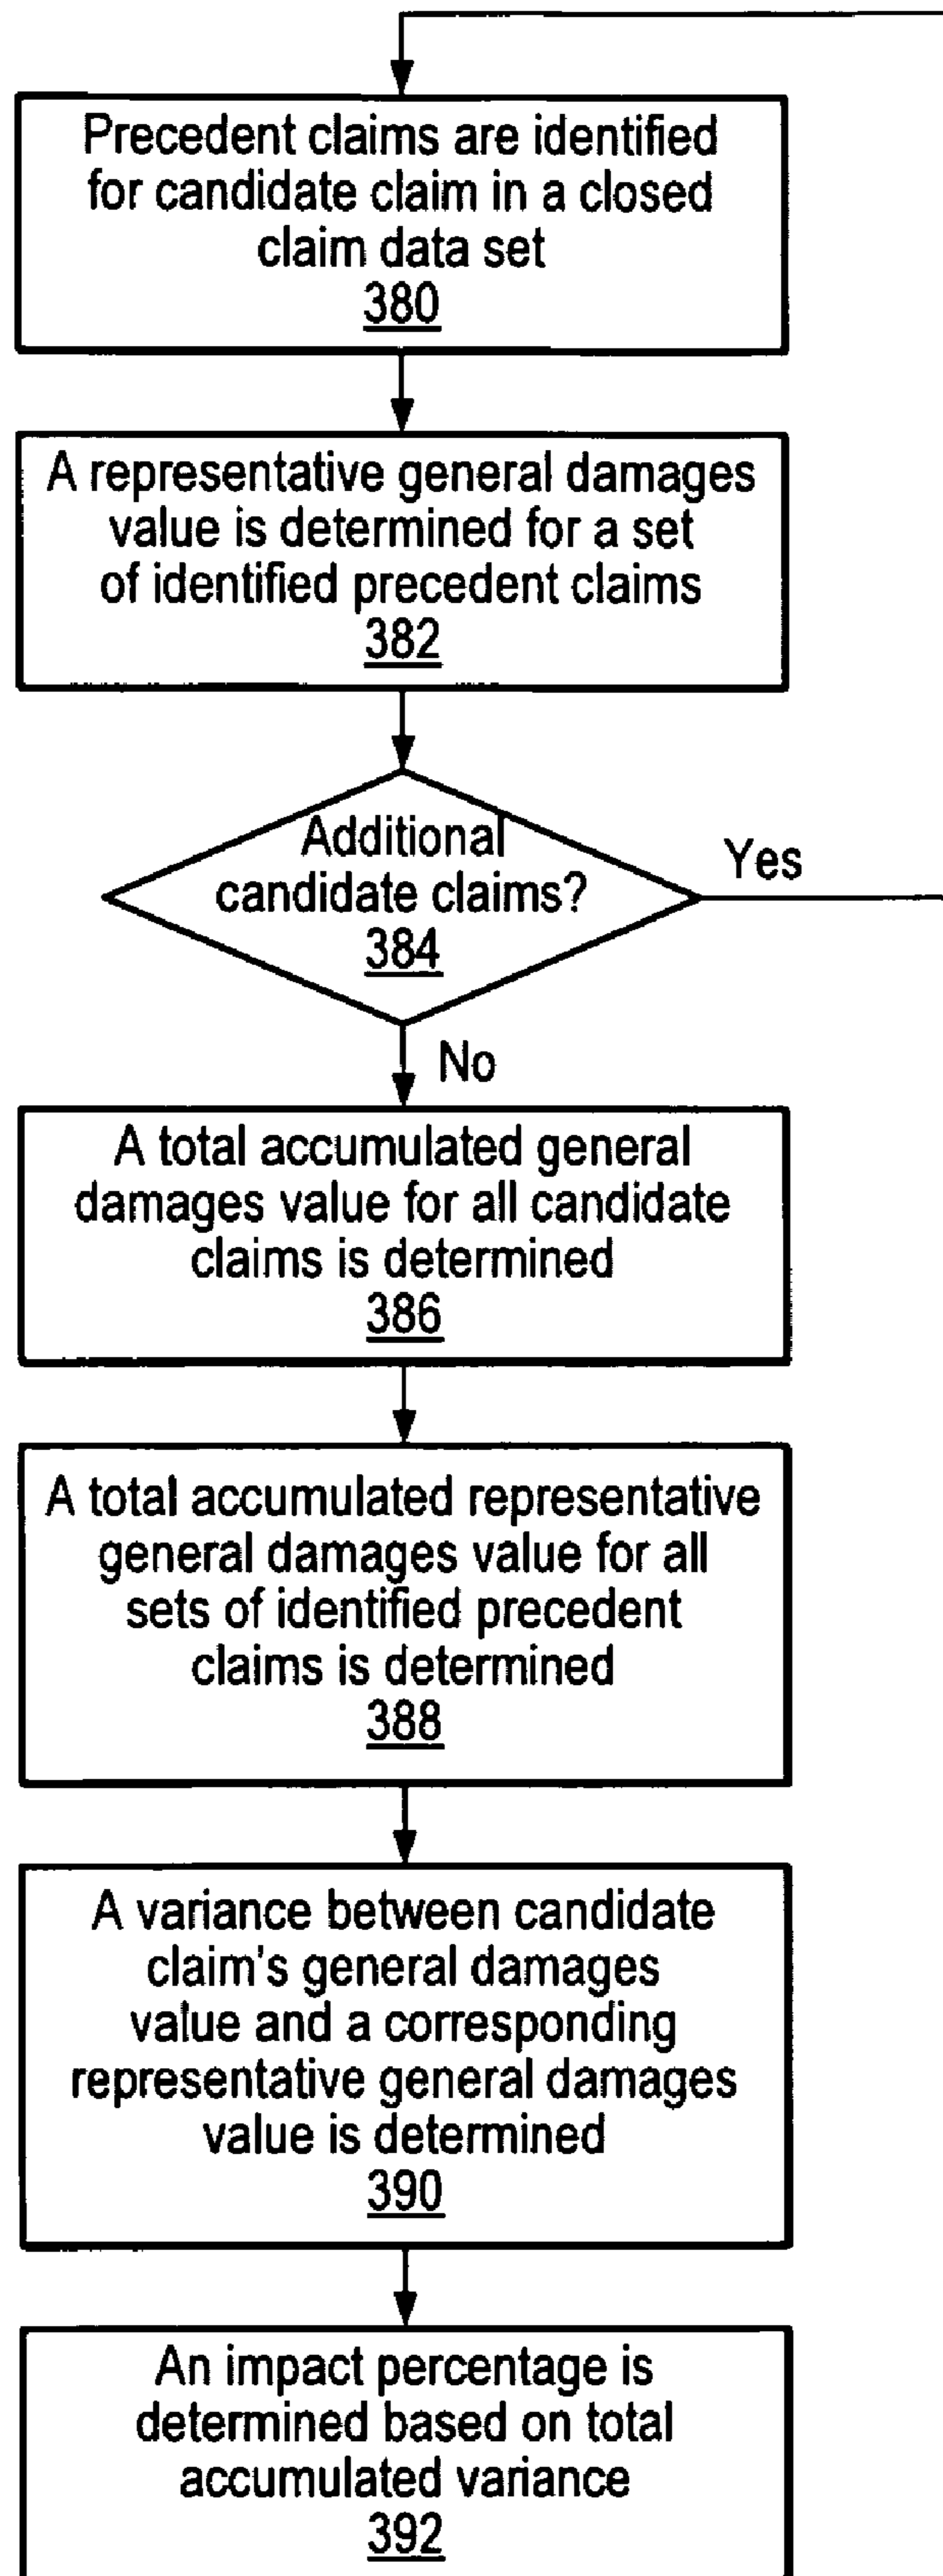 Precedent claims are identified
for candidate claim in a closed
claim data set
380
A representative general damages
value is determined for a set
of identified precedent claims
382
Additional
candidate claims?
384
Yes
No
A total accumulated general
damages value for all candidate
claims is determined
386
A total accumulated representative
general damages value for all
sets of identified precedent
claims is determined
388
A variance between candidate
claim's general damages
value and a corresponding
representative general damages
value is determined
390
An impact percentage is
determined based on total
accumulated variance
392